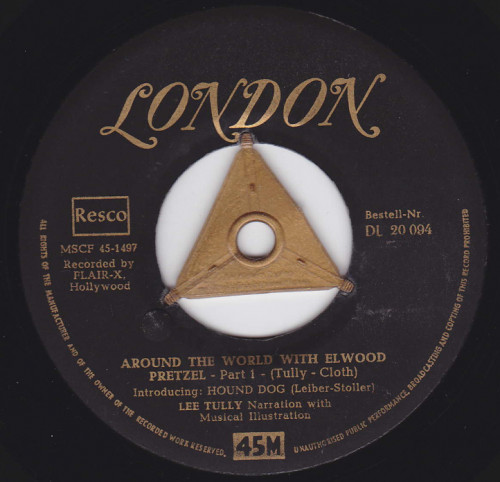 LONDON
Resco
MSCF 45-1497
Recorded by
FLAIR-X,
Hollywood
Bestell-Nr.
DL 20 094
AROUND THE WORLD WITH ELWOOD
PRETZEL - Part 1 - (Tully - Cloth)
Introducing: HOUND DOG (Leiber-Stoller)
LEE TULLY Narration with
Musical Illustration
45M
ALL RIGHTS OF THE MANUFACTURER AND OF THE OWNER OF THE RECORDED WORK RESERVED.
UNAUTHORISED PUBLIC PERFORMANCE, BROADCASTING AND COPYING OF THIS RECORD PROHIBITED